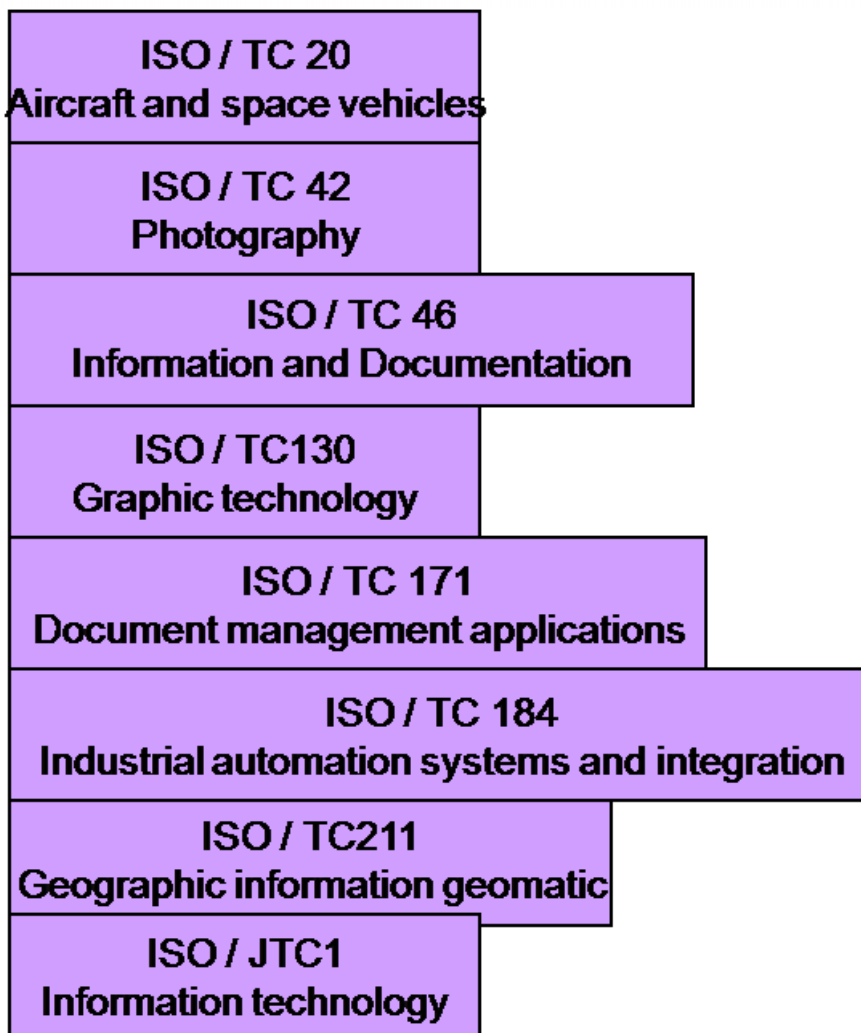 ISO / TC 20
Aircraft and space vehicles
ISO / TC 42
Photography
ISO / TC 46
Information and Documentation
ISO / TC130
Graphic technology
ISO / TC 171
Document management applications
ISO / TC 184
Industrial automation systems and integration
ISO / TC211
Geographic information geomatic
ISO / JTC1
Information technology